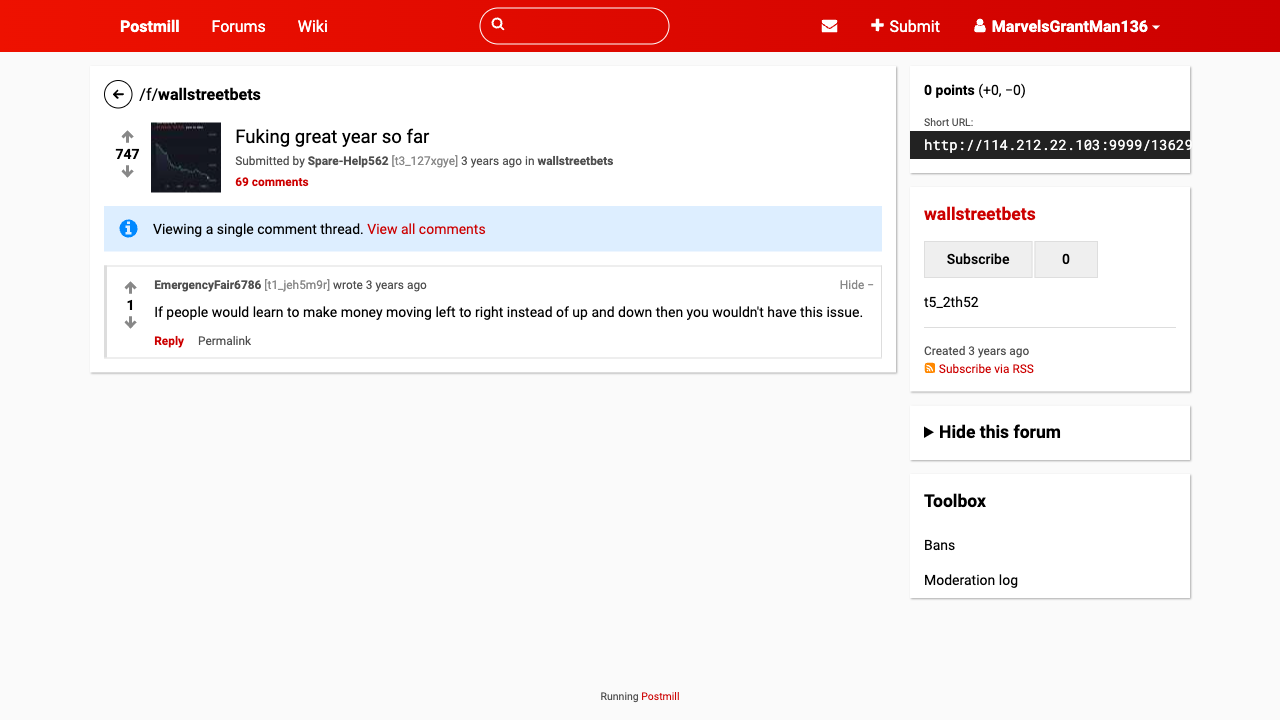 Postmill Forums Wiki Submit MarvelsGrantMan136
/f/wallstreetbets
747
Fuking great year so far
Submitted by Spare-Help562 [t3_127xgye] 3 years ago in wallstreetbets
69 comments
Viewing a single comment thread. View all comments
EmergencyFair6786 [t1_jeh5m9r] wrote 3 years ago Hide −
1
If people would learn to make money moving left to right instead of up and down then you wouldn't have this issue.
Reply Permalink
0 points (+0, −0)
Short URL:
http://114.212.22.103:9999/13629
wallstreetbets
Subscribe 0
t5_2th52
Created 3 years ago
Subscribe via RSS
Hide this forum
Toolbox
Bans
Moderation log
Running Postmill